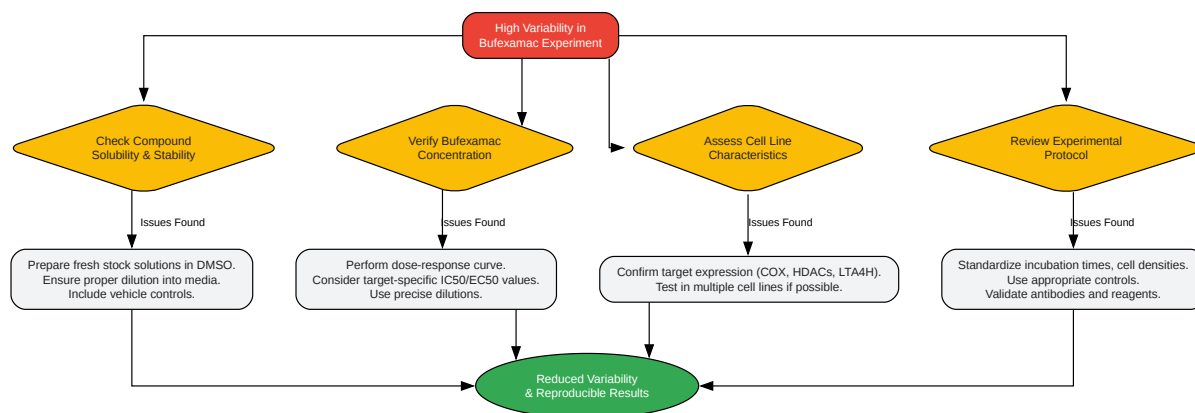 High Variability in
Bufexamac Experiment
Check Compound
Solubility & Stability
Verify Bufexamac
Concentration
Assess Cell Line
Characteristics
Review Experimental
Protocol
Issues Found
Issues Found
Issues Found
Issues Found
Prepare fresh stock solutions in DMSO.
Ensure proper dilution into media.
Include vehicle controls.
Perform dose-response curve.
Consider target-specific IC50/EC50 values.
Use precise dilutions.
Confirm target expression (COX, HDACs, LTA4H).
Test in multiple cell lines if possible.
Standardize incubation times, cell densities.
Use appropriate controls.
Validate antibodies and reagents.
Reduced Variability
& Reproducible Results